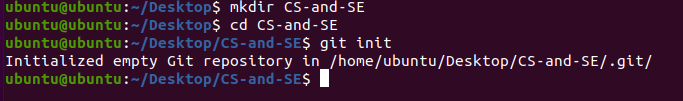 ubuntu@ubuntu:~/Desktop$ mkdir CS-and-SE
ubuntu@ubuntu:~/Desktop$ cd CS-and-SE
ubuntu@ubuntu:~/Desktop/CS-and-SE$ git init
Initialized empty Git repository in /home/ubuntu/Desktop/CS-and-SE/.git/
ubuntu@ubuntu:~/Desktop/CS-and-SE$